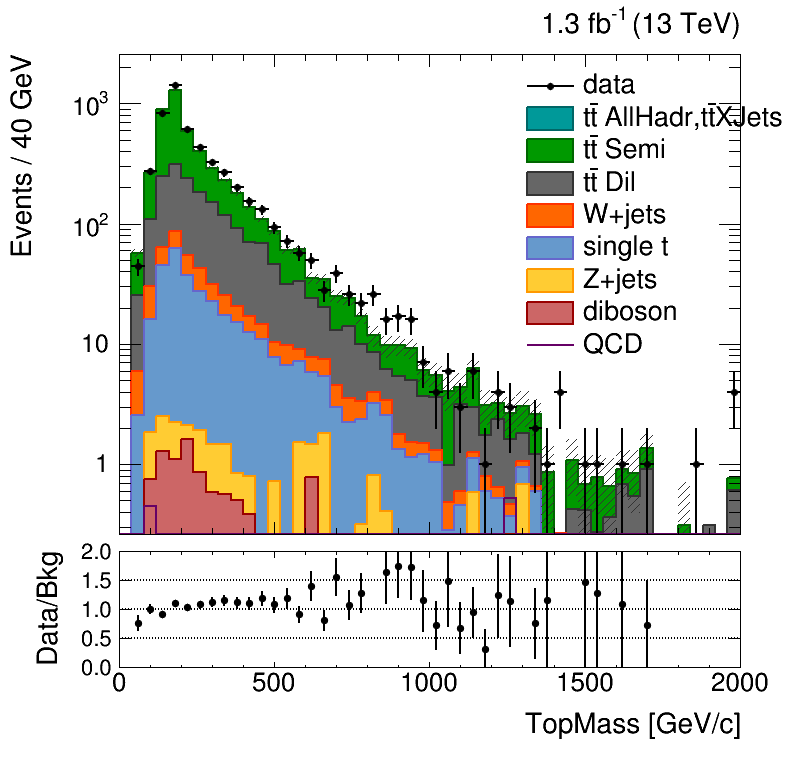 1.3 fb⁻¹ (13 TeV)
Events / 40 GeV
10³
10²
10
1
data
tt̄ AllHadr,tt̄XJets
tt̄ Semi
tt̄ Dil
W+jets
single t
Z+jets
diboson
QCD
Data/Bkg
2.0
1.5
1.0
0.5
0.0
0 500 1000 1500 2000
TopMass [GeV/c]